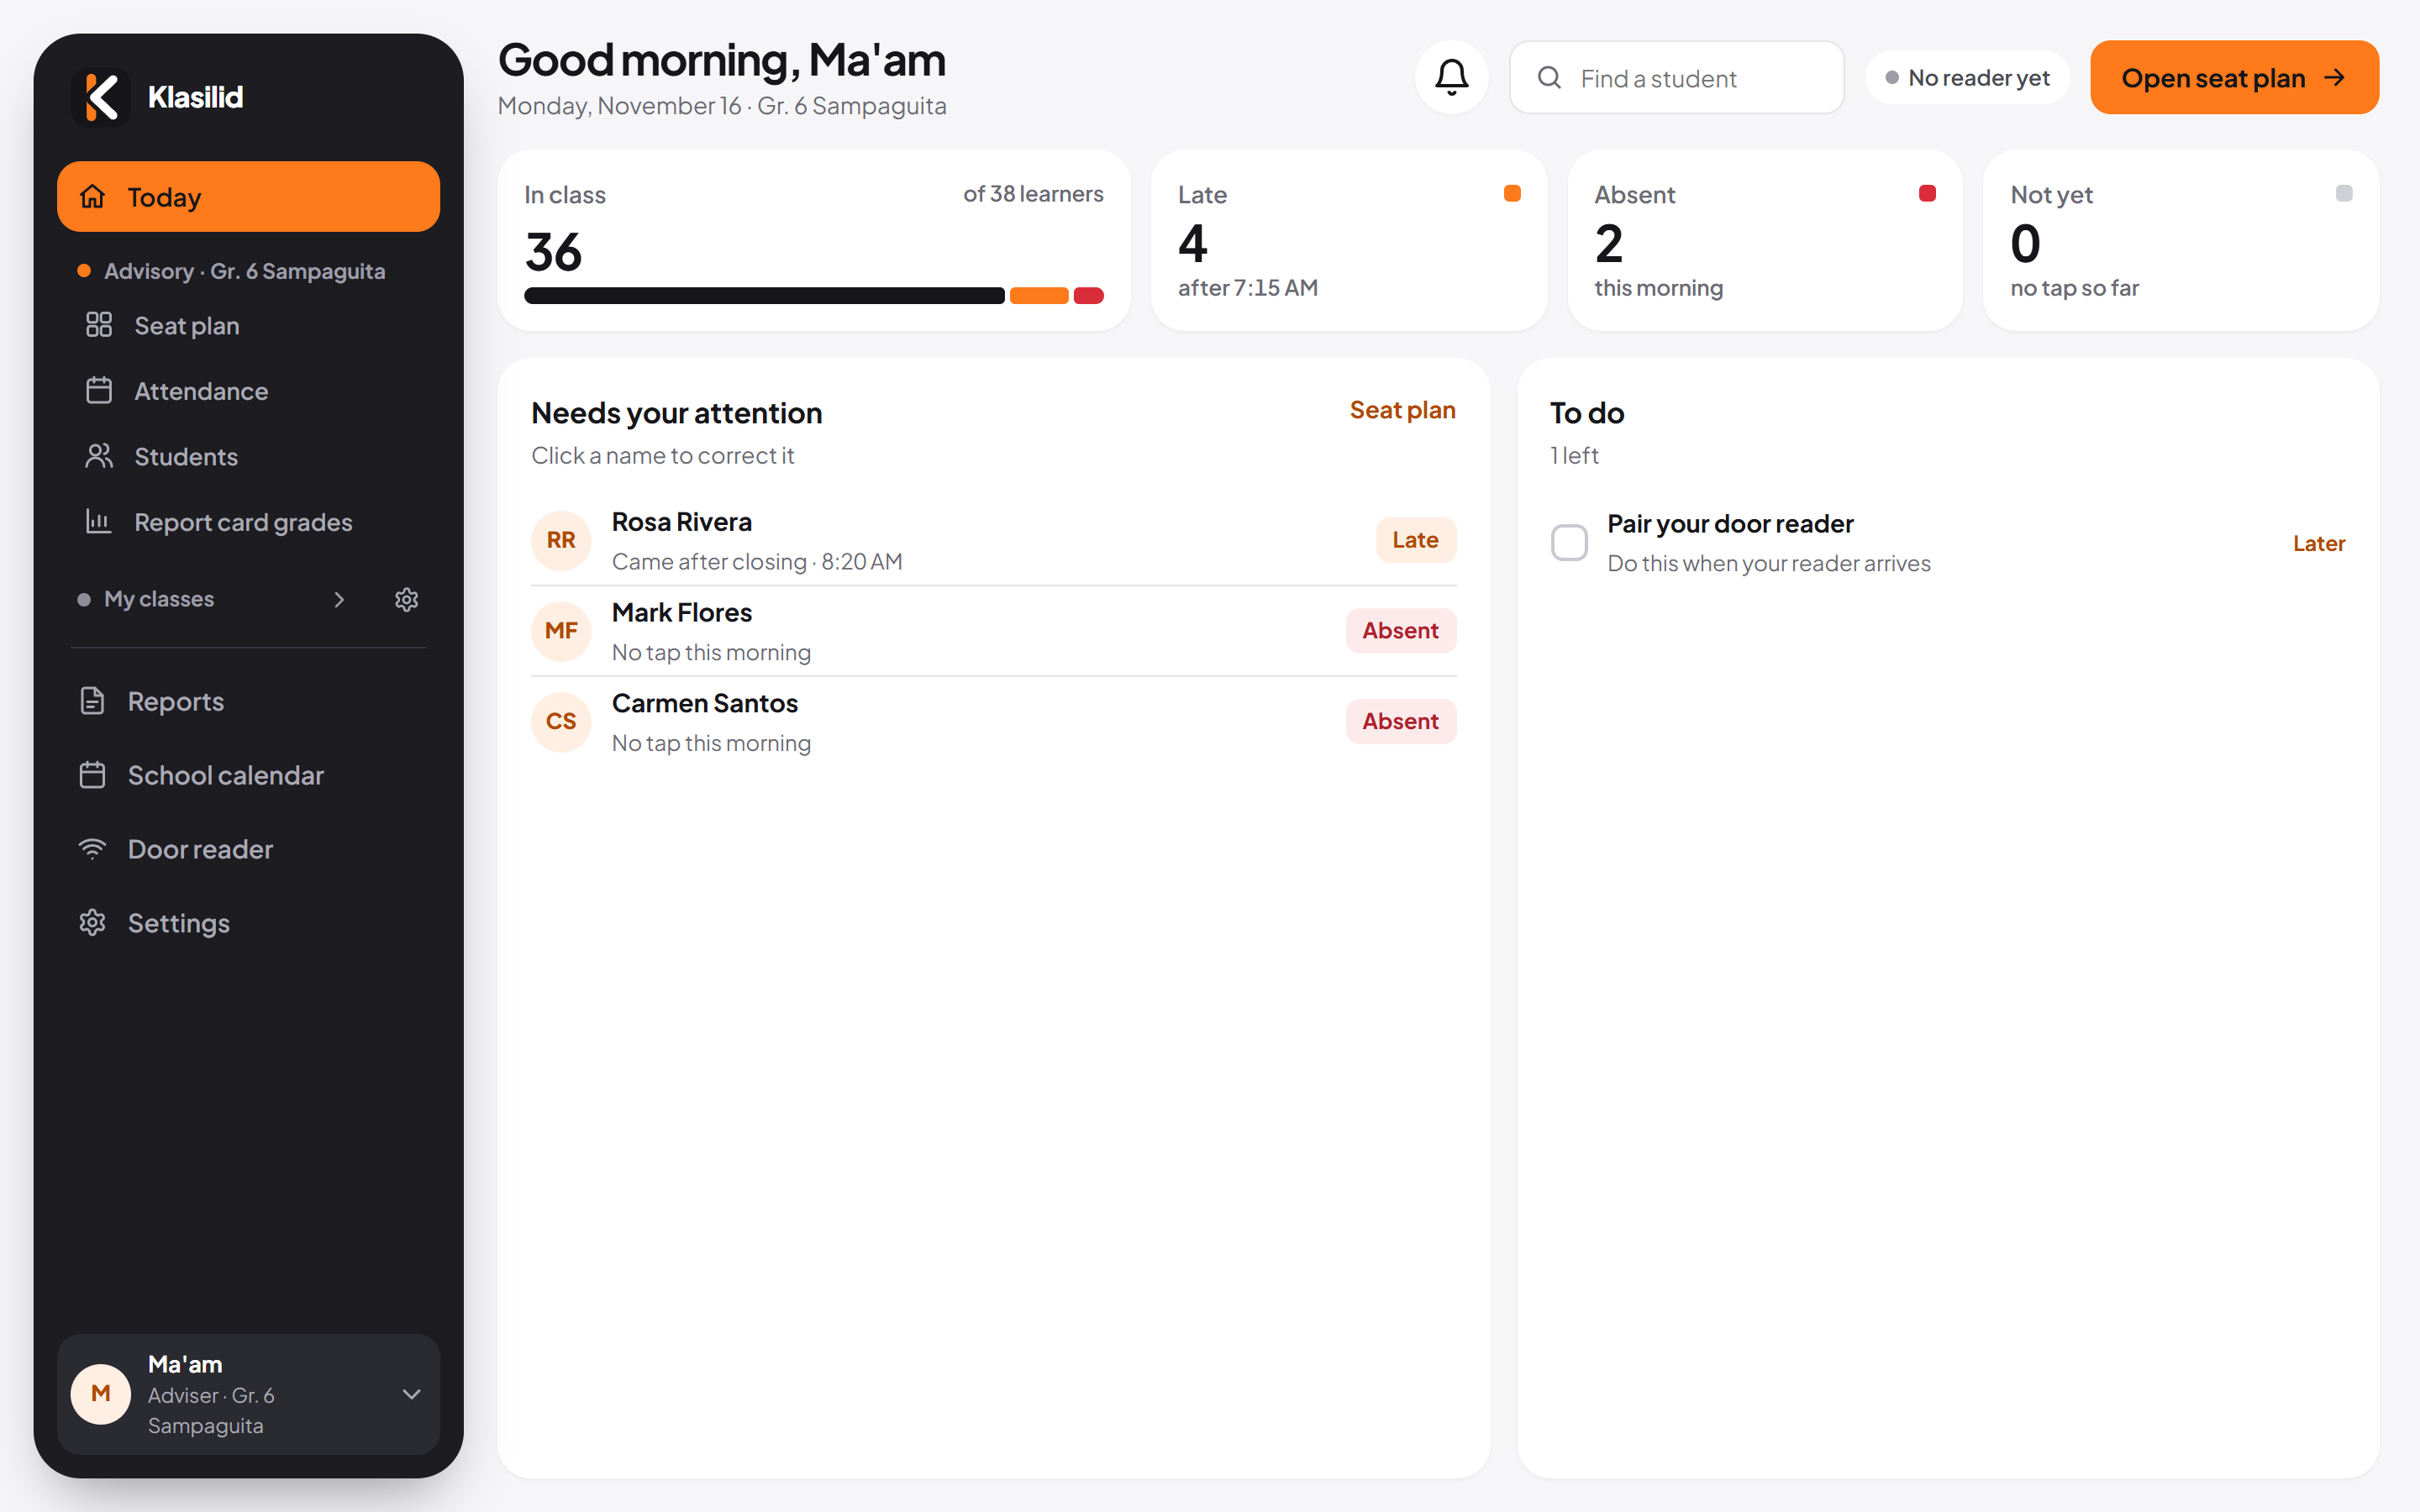 Klasilid
Today
Advisory · Gr. 6 Sampaguita
Seat plan
Attendance
Students
Report card grades
My classes
Reports
School calendar
Door reader
Settings
M
Ma'am
Adviser · Gr. 6
Sampaguita
Good morning, Ma'am
Monday, November 16 · Gr. 6 Sampaguita
Find a student
No reader yet
Open seat plan
In class
of 38 learners
36
Late
4
after 7:15 AM
Absent
2
this morning
Not yet
0
no tap so far
Needs your attention
Seat plan
Click a name to correct it
RR
Rosa Rivera
Came after closing · 8:20 AM
Late
MF
Mark Flores
No tap this morning
Absent
CS
Carmen Santos
No tap this morning
Absent
To do
1 left
Pair your door reader
Do this when your reader arrives
Later